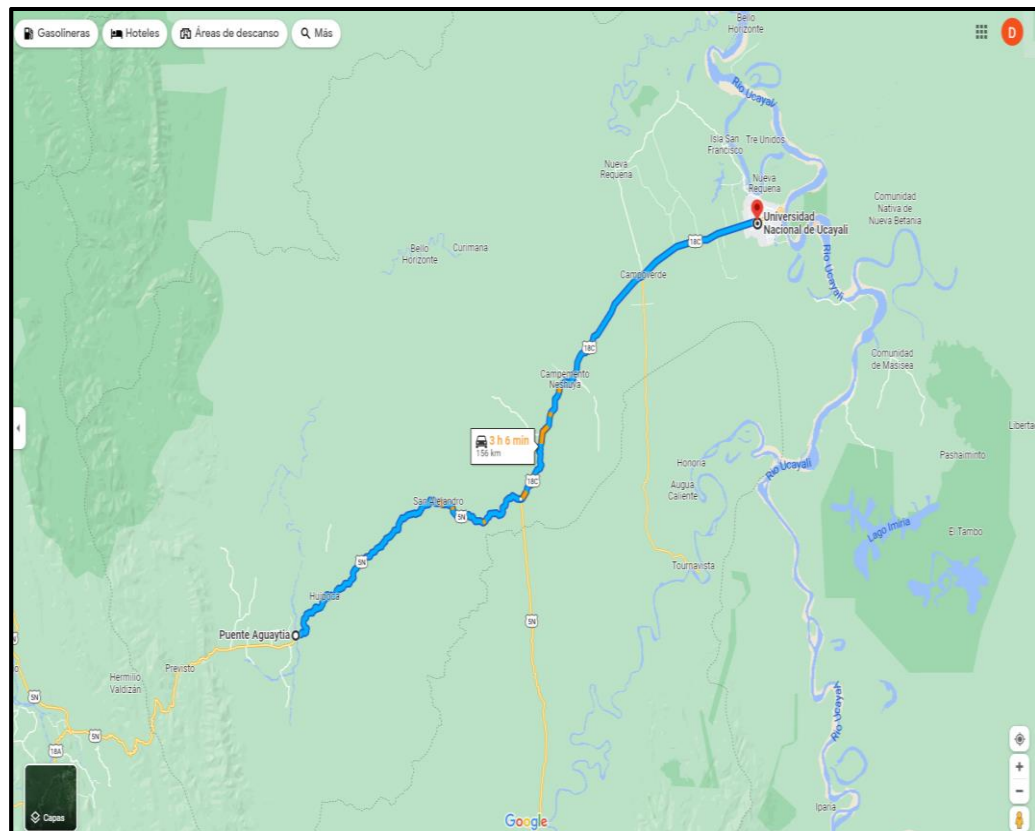 Gasolineras
Hoteles
Áreas de descanso
Más
D
Bello
Horizonte
Río Ucayali
Isla San
Francisco
Tre Unidos
Nueva
Requena
Nueva
Requena
Comunidad
Nativa de
Nueva Betania
Universidad
Nacional de Ucayali
18C
Bello
Horizonte
Curimana
Campoverde
Río Ucayali
18C
Comunidad
de Masisea
Campamento
Neshuya
3 h 6 min
156 km
Liberta
Pashaiminto
Honoria
Río Ucayali
18C
Augua
Caliente
San Alejandro
5N
Lago Imiria
El Tambo
5N
Tournavista
Huipoca
5N
Puente Aguaytia
Previsto
Hermilio
Valdizan
5N
5N
5N
18A
Río Ucayali
Iparia
Capas
Google